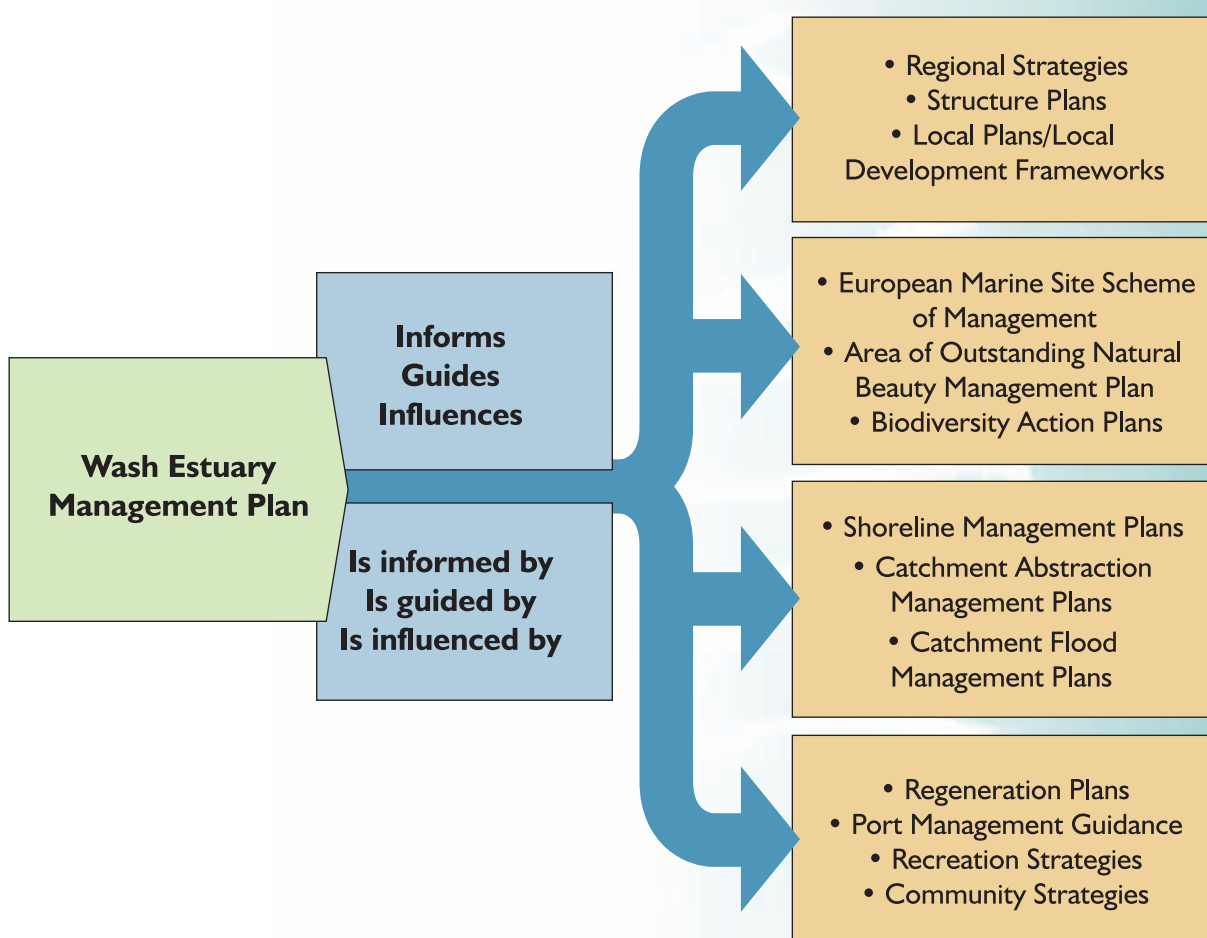 Wash Estuary
Management Plan
Informs
Guides
Influences
Is informed by
Is guided by
Is influenced by
• Regional Strategies
• Structure Plans
• Local Plans/Local
Development Frameworks
• European Marine Site Scheme
of Management
• Area of Outstanding Natural
Beauty Management Plan
• Biodiversity Action Plans
• Shoreline Management Plans
• Catchment Abstraction
Management Plans
• Catchment Flood
Management Plans
• Regeneration Plans
• Port Management Guidance
• Recreation Strategies
• Community Strategies